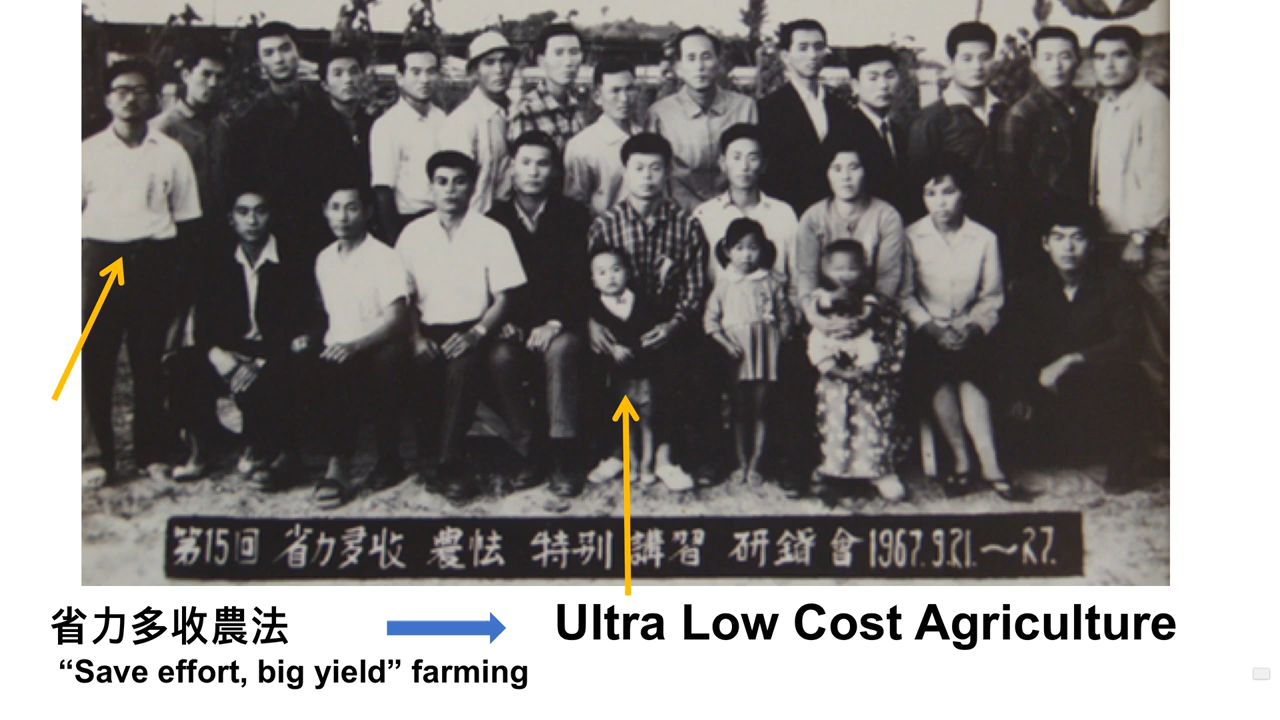 第15回 省力多收 農法 特別 講習 研鑽會 1967.9.21.～27.
省力多收農法
Ultra Low Cost Agriculture
“Save effort, big yield” farming